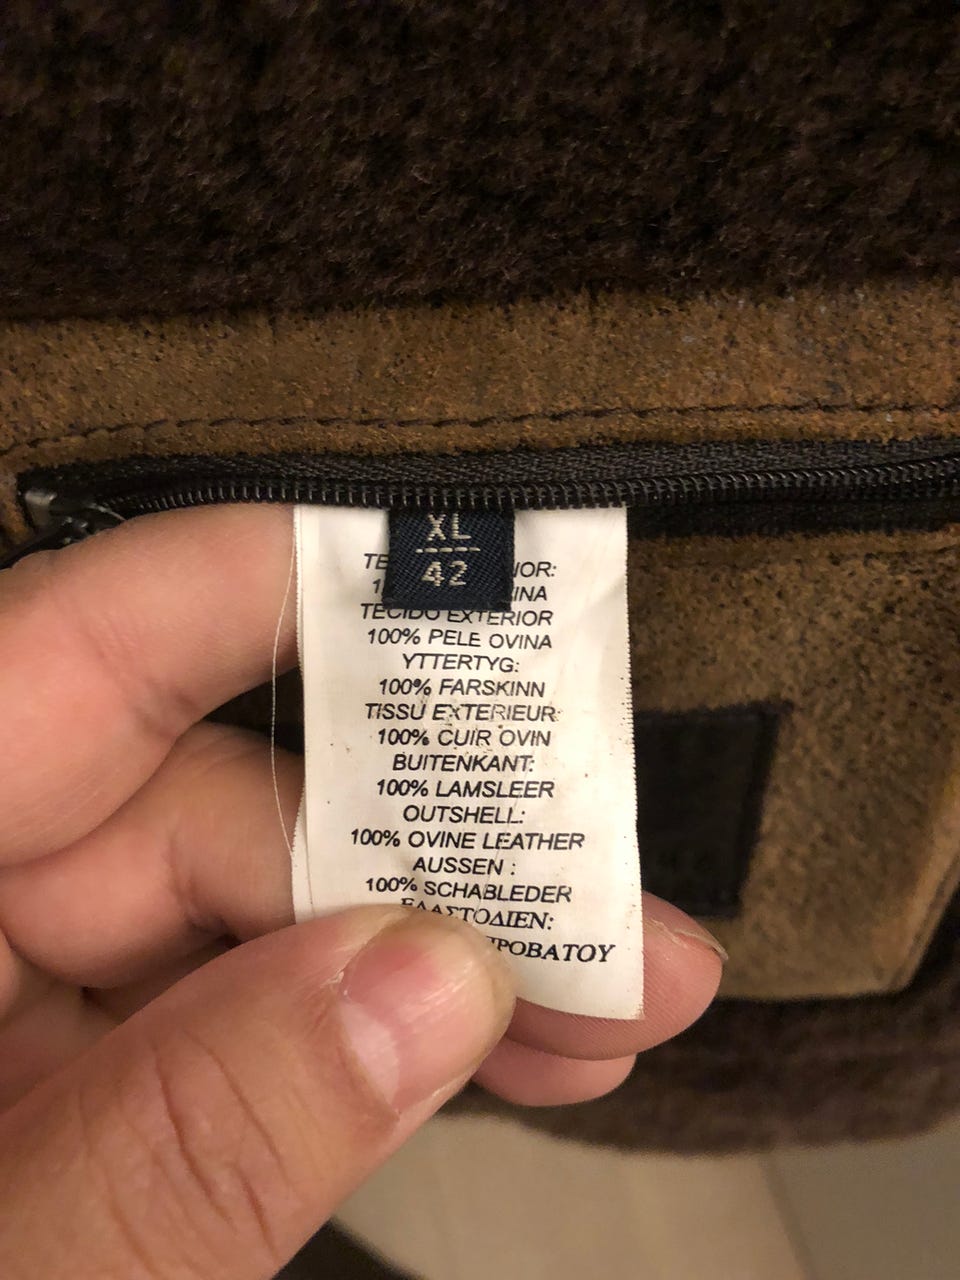 XL
42
TECIDO EXTERIOR
100% PELE OVINA
YTTERTYG:
100% FARSKINN
TISSU EXTERIEUR:
100% CUIR OVIN
BUITENKANT:
100% LAMSLEER
OUTSHELL:
100% OVINE LEATHER
AUSSEN :
100% SCHABLEDER
ΕΛΑΣΤΟΔΙΕΝ: